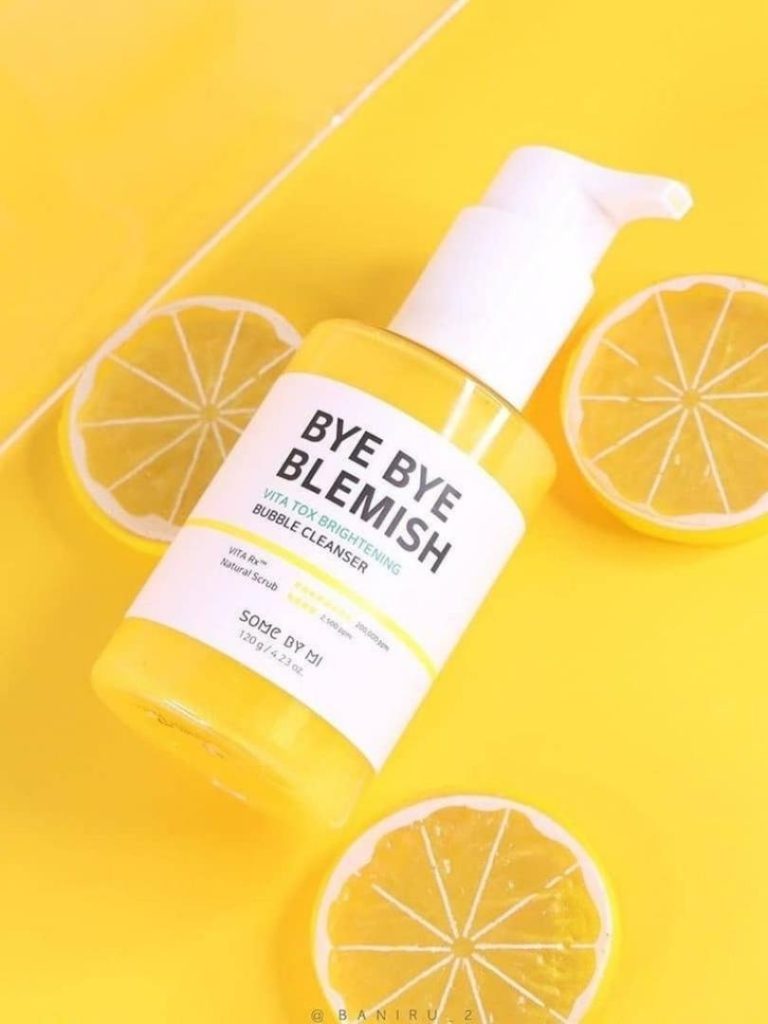 BYE BYE
BLEMISH
VITA TOX BRIGHTENING
BUBBLE CLEANSER
VITA Rx™
Natural Scrub
200,000 ppm
2,500 ppm
SOME BY MI
120 g / 4.23 oz.
@BANIRU_2